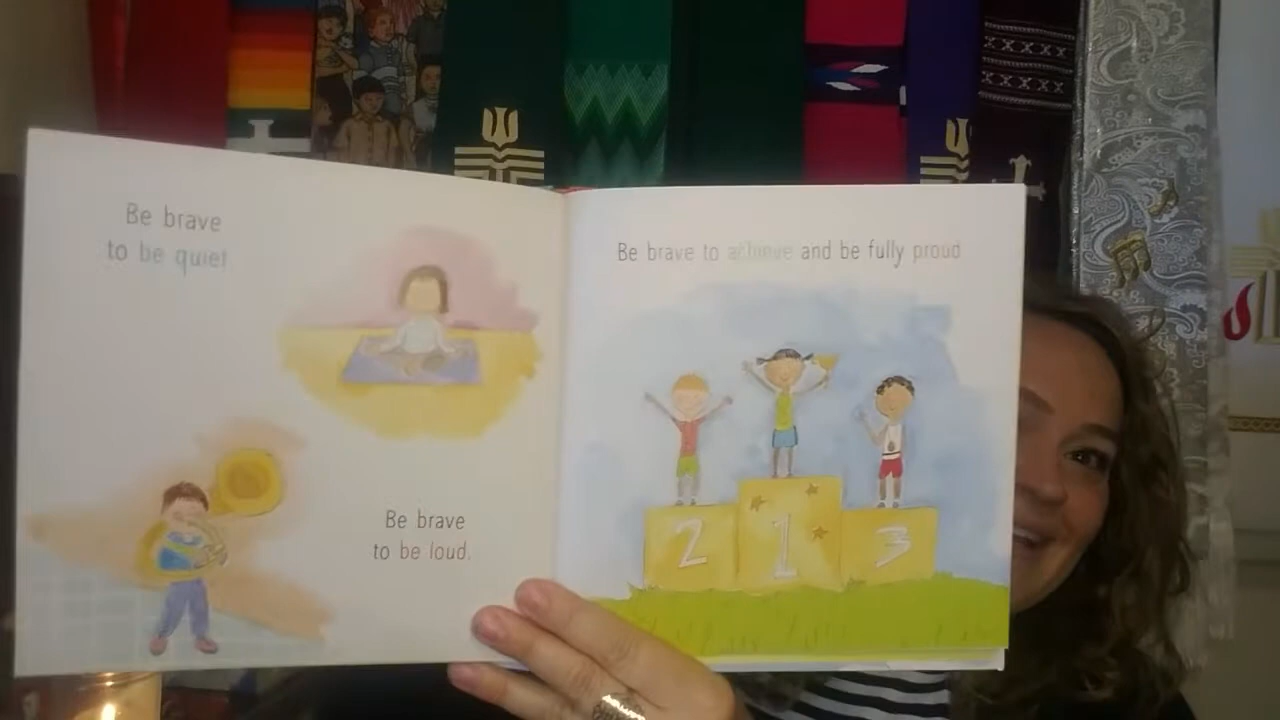 Be brave
to be quiet
Be brave
to be loud.
Be brave to achieve and be fully proud
2
1
3